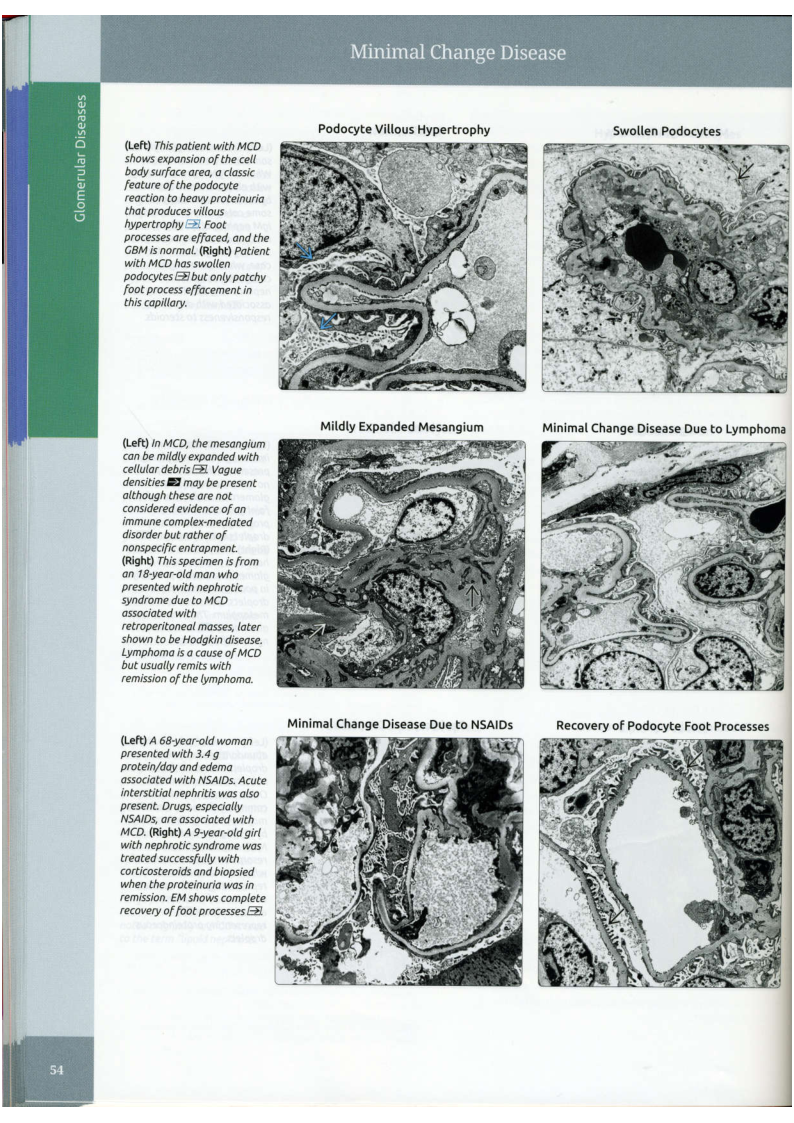 Minimal Change Disease
Glomerular Diseases
Podocyte Villous Hypertrophy
Swollen Podocytes
(Left) This patient with MCD
shows expansion of the cell
body surface area, a classic
feature of the podocyte
reaction to heavy proteinuria
that produces villous
hypertrophy. Foot
processes are effaced, and the
GBM is normal. (Right) Patient
with MCD has swollen
podocytes but only patchy
foot process effacement in
this capillary.
Mildly Expanded Mesangium
Minimal Change Disease Due to Lymphoma
(Left) In MCD, the mesangium
can be mildly expanded with
cellular debris. Vague
densities may be present
although these are not
considered evidence of an
immune complex-mediated
disorder but rather of
nonspecific entrapment.
(Right) This specimen is from
an 18-year-old man who
presented with nephrotic
syndrome due to MCD
associated with
retroperitoneal masses, later
shown to be Hodgkin disease.
Lymphoma is a cause of MCD
but usually remits with
remission of the lymphoma.
Minimal Change Disease Due to NSAIDs
Recovery of Podocyte Foot Processes
(Left) A 68-year-old woman
presented with 3.4 g
protein/day and edema
associated with NSAIDs. Acute
interstitial nephritis was also
present. Drugs, especially
NSAIDs, are associated with
MCD. (Right) A 9-year-old girl
with nephrotic syndrome was
treated successfully with
corticosteroids and biopsied
when the proteinuria was in
remission. EM shows complete
recovery of foot processes.
54